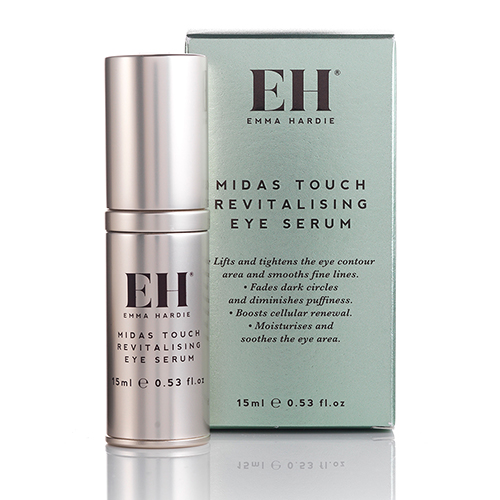 EH®
EMMA HARDIE
MIDAS TOUCH
REVITALISING
EYE SERUM
Lifts and tightens the eye contour
area and smooths fine lines.
• Fades dark circles
and diminishes puffiness.
• Boosts cellular renewal.
• Moisturises and
soothes the eye area.
15ml ℮ 0.53 fl.oz
EH®
EMMA HARDIE
MIDAS TOUCH
REVITALISING
EYE SERUM
15ml ℮ 0.53 fl.oz